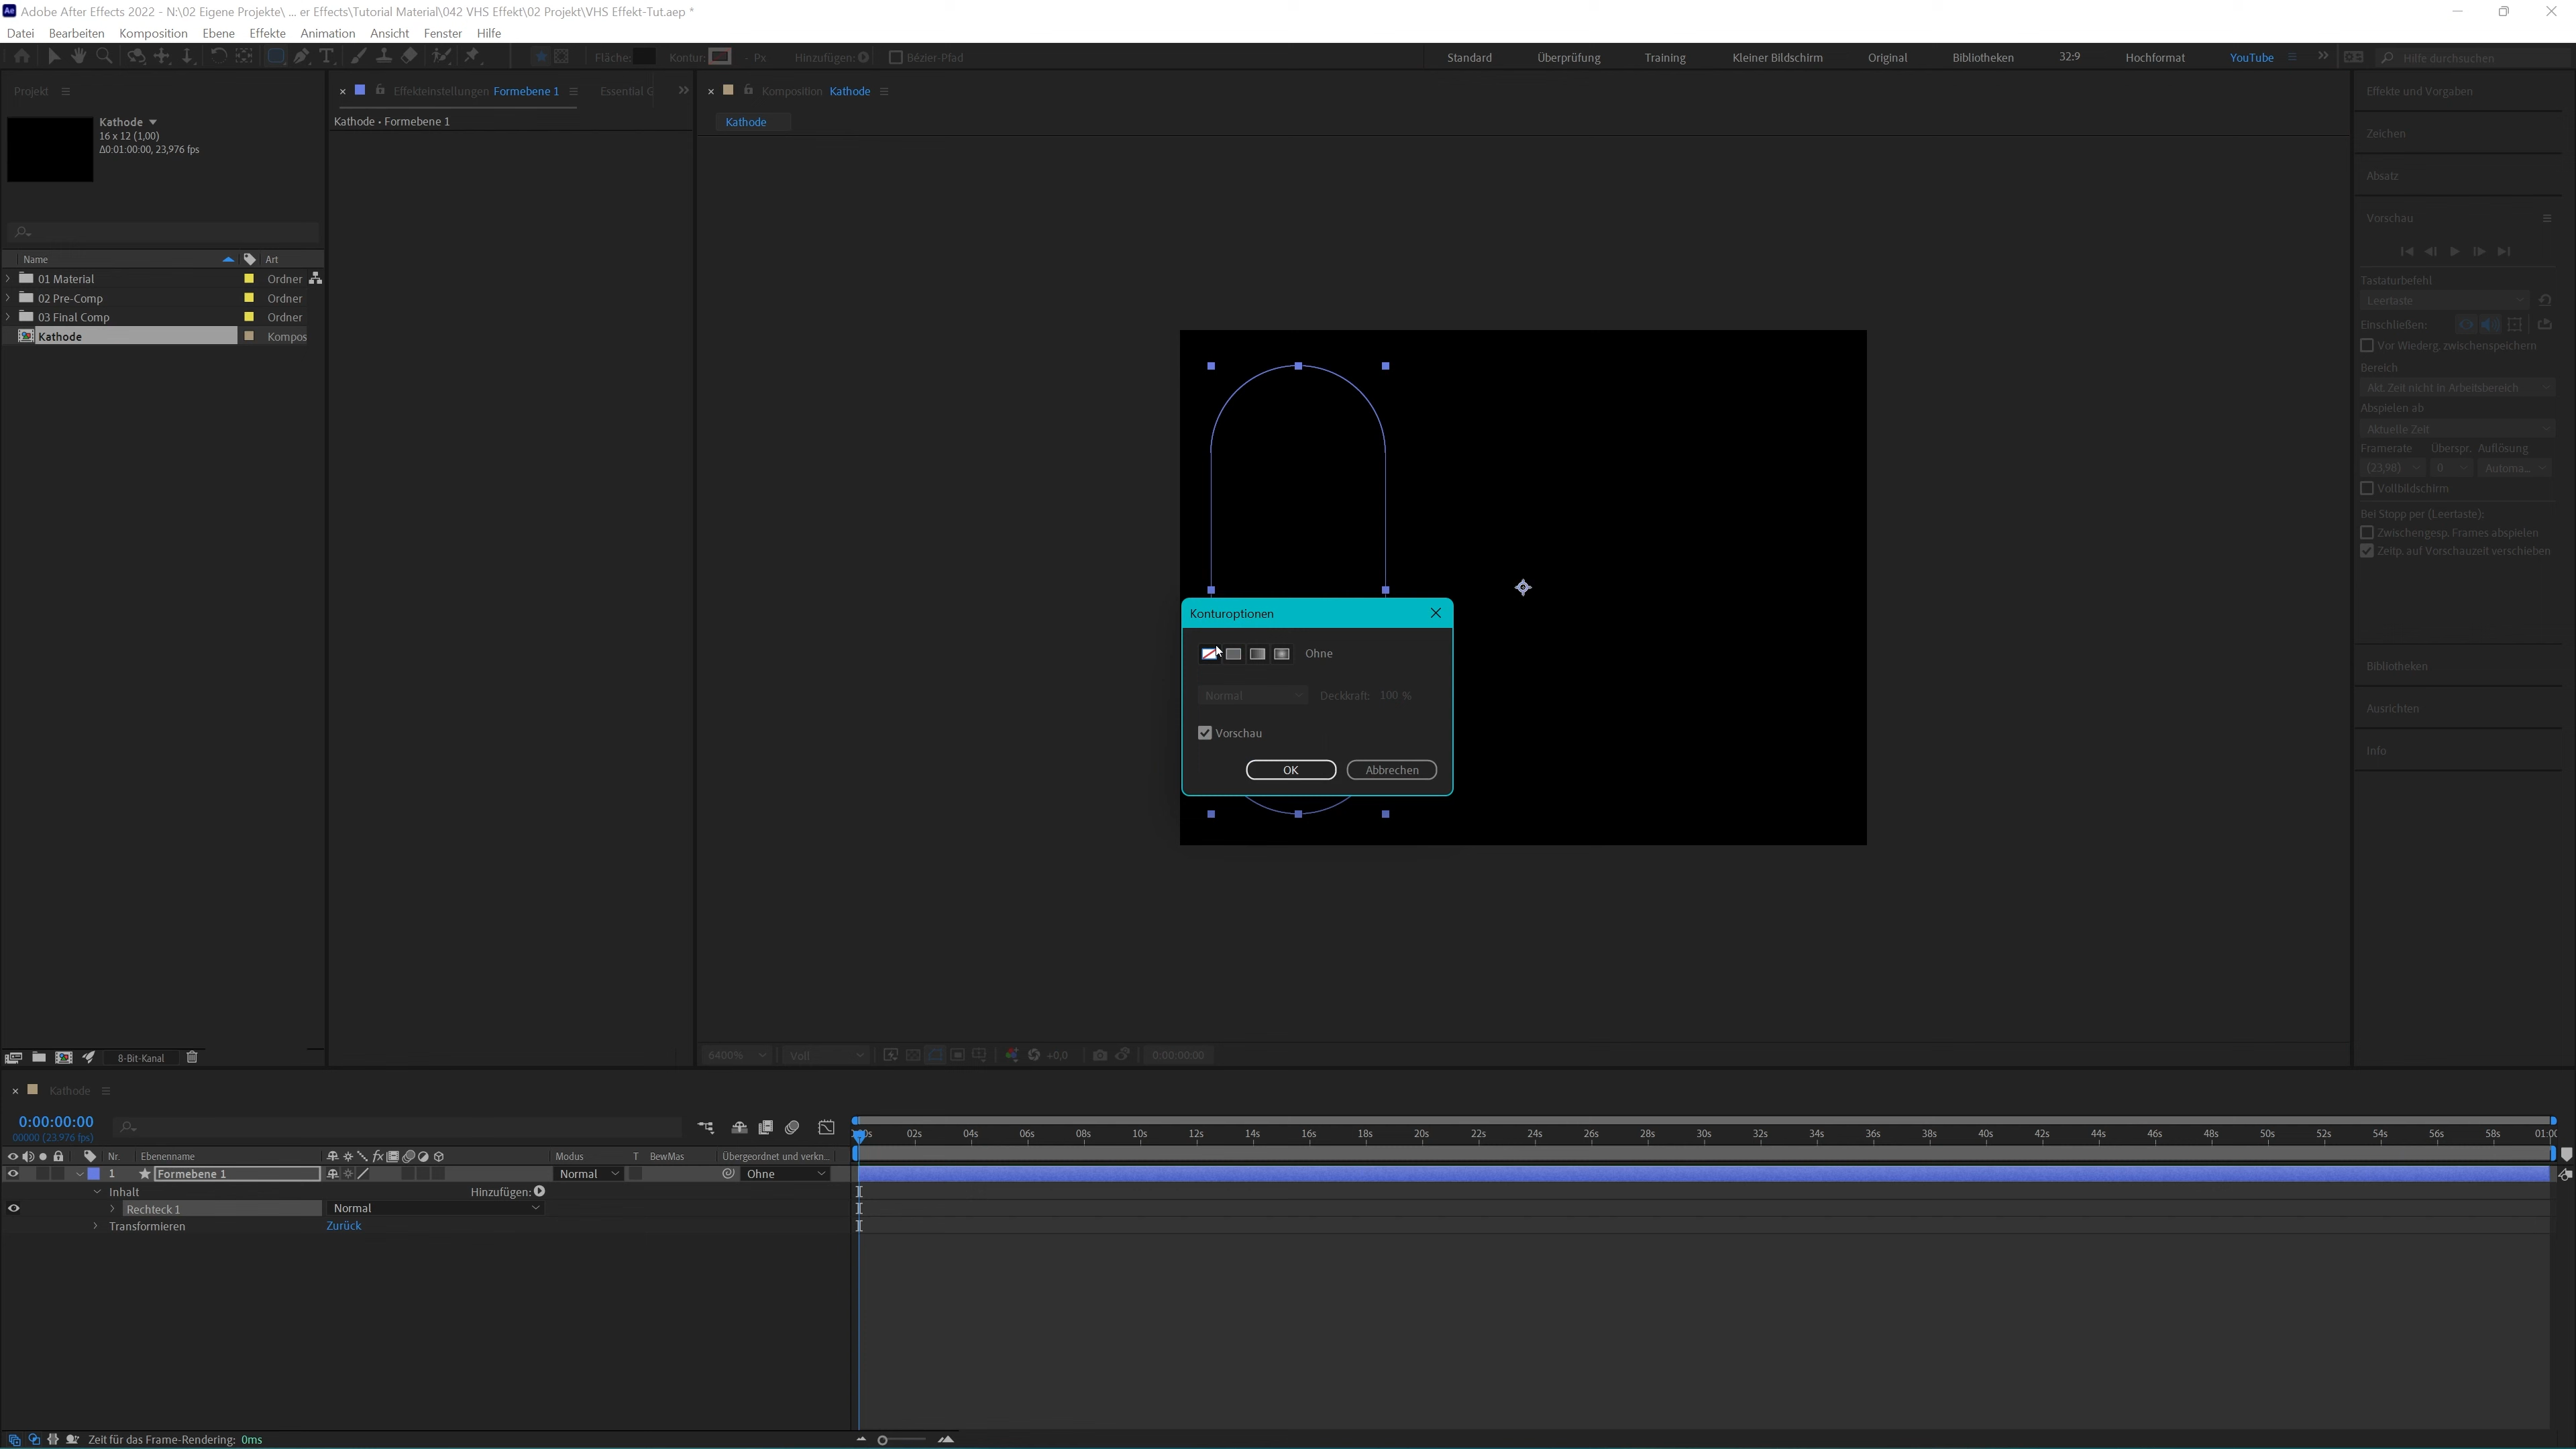 Adobe After Effects 2022 - N:\02 Eigene Projekte\ ... er Effects\Tutorial Material\042 VHS Effekt\02 Projekt\VHS Effekt-Tut.aep *
Datei Bearbeiten Komposition Ebene Effekte Animation Ansicht Fenster Hilfe
Fläche: Kontur: - Px Hinzufügen: Bézier-Pfad Standard Überprüfung Training Kleiner Bildschirm Original Bibliotheken 32:9 Hochformat YouTube Hilfe durchsuchen
Projekt
Kathode
16 x 12 (1,00)
Δ0:01:00:00, 23,976 fps
Name Art
01 Material Ordner
02 Pre-Comp Ordner
03 Final Comp Ordner
Kathode Kompos
8-Bit-Kanal
Effekteinstellungen Formebene 1 Essential G
Kathode • Formebene 1
Komposition Kathode
Kathode
Konturoptionen
Ohne
Normal Deckkraft: 100 %
Vorschau
OK Abbrechen
6400% Voll +0,0 0:00:00:00
Effekte und Vorgaben
Zeichen
Absatz
Vorschau
Tastaturbefehl
Leertaste
Einschließen:
Vor Wiederg. zwischenspeichern
Bereich
Akt. Zeit nicht in Arbeitsbereich
Abspielen ab
Aktuelle Zeit
Framerate Überspr. Auflösung
(23,98) 0 Automa...
Vollbildschirm
Bei Stopp per (Leertaste):
Zwischengesp. Frames abspielen
Zeitp. auf Vorschauzeit verschieben
Bibliotheken
Ausrichten
Info
Kathode
0:00:00:00
00000 (23.976 fps)
02s 04s 06s 08s 10s 12s 14s 16s 18s 20s 22s 24s 26s 28s 30s 32s 34s 36s 38s 40s 42s 44s 46s 48s 50s 52s 54s 56s 58s
Nr. Ebenenname Modus T BewMas Übergeordnet und verkn...
1 Formebene 1 Normal Ohne
Inhalt Hinzufügen:
Rechteck 1 Normal
Transformieren Zurück
Zeit für das Frame-Rendering: 0ms